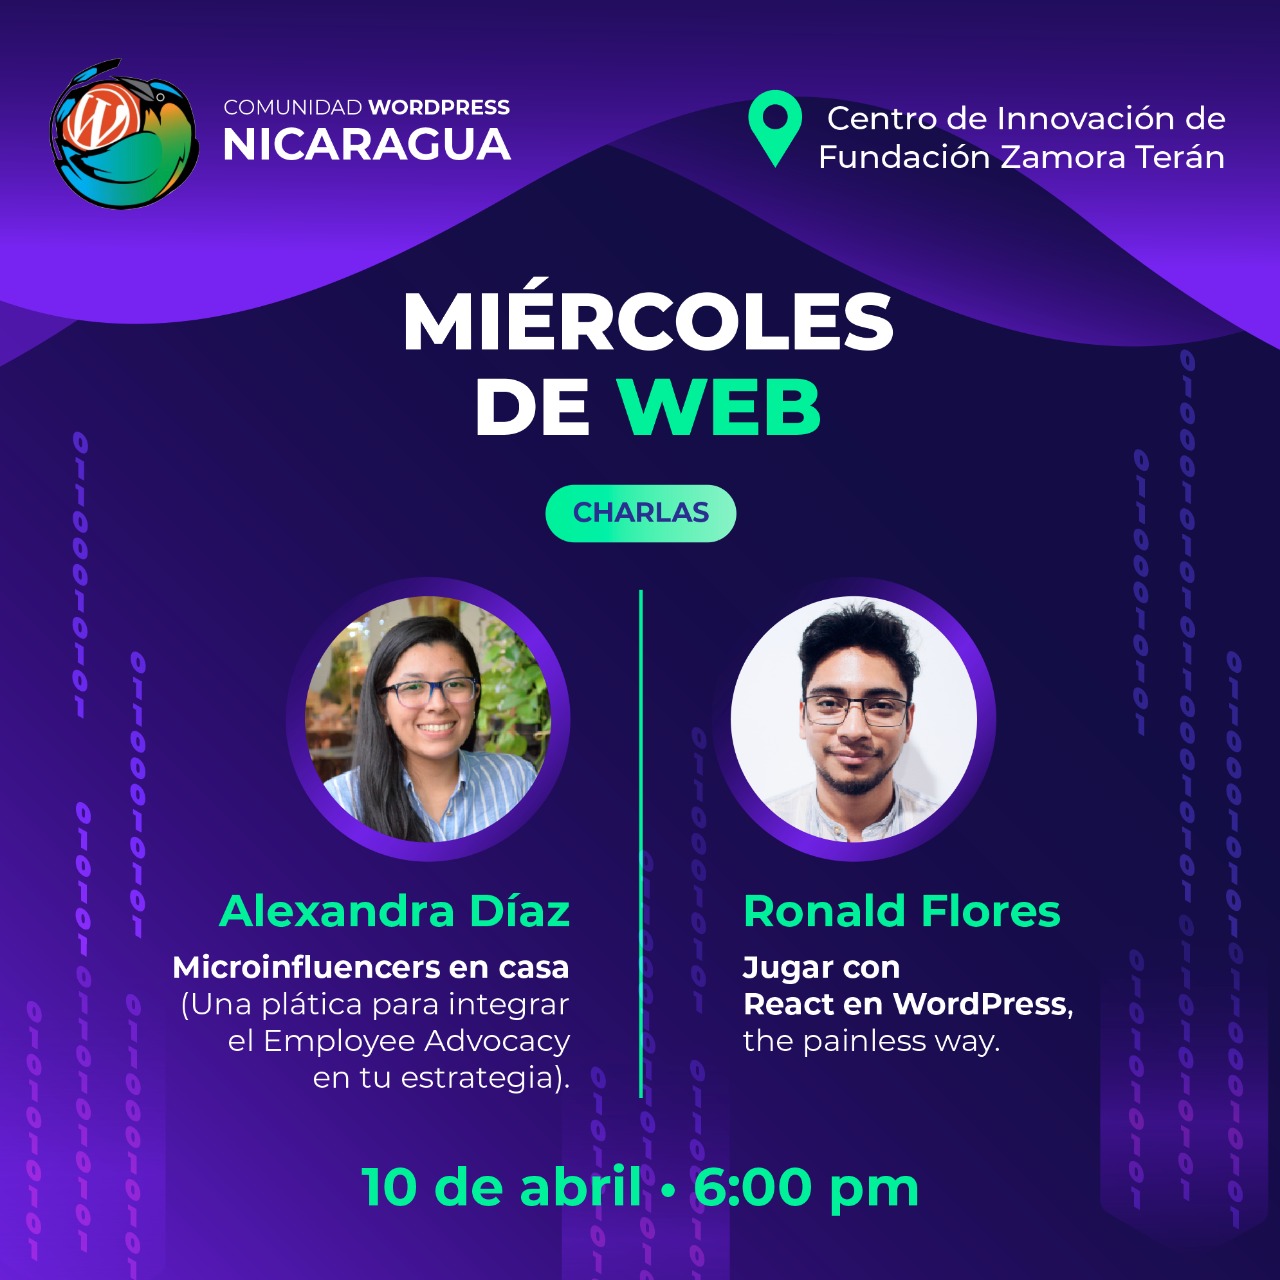 COMUNIDAD WORDPRESS
NICARAGUA
Centro de Innovación de
Fundación Zamora Terán
MIÉRCOLES
DE WEB
CHARLAS
Alexandra Díaz
Microinfluencers en casa
(Una plática para integrar
el Employee Advocacy
en tu estrategia).
Ronald Flores
Jugar con
React en WordPress,
the painless way.
10 de abril • 6:00 pm